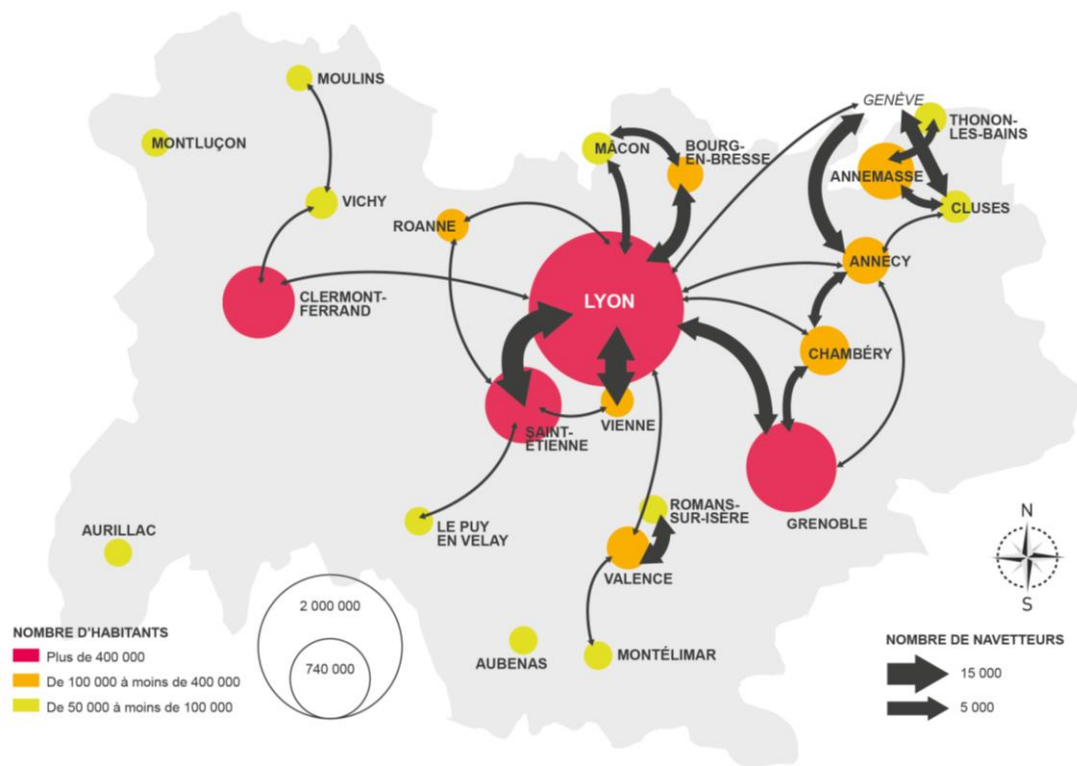 MOULINS
MONTLUÇON
VICHY
ROANNE
CLERMONT-
FERRAND
MÂCON
BOURG-
EN-BRESSE
GENÈVE
THONON-
LES-BAINS
ANNEMASSE
CLUSES
ANNECY
LYON
CHAMBÉRY
SAINT-
ÉTIENNE
VIENNE
GRENOBLE
ROMANS-
SUR-ISÈRE
LE PUY
EN VELAY
AURILLAC
VALENCE
AUBENAS
MONTÉLIMAR
N
S
NOMBRE D'HABITANTS
Plus de 400 000
De 100 000 à moins de 400 000
De 50 000 à moins de 100 000
2 000 000
740 000
NOMBRE DE NAVETTEURS
15 000
5 000